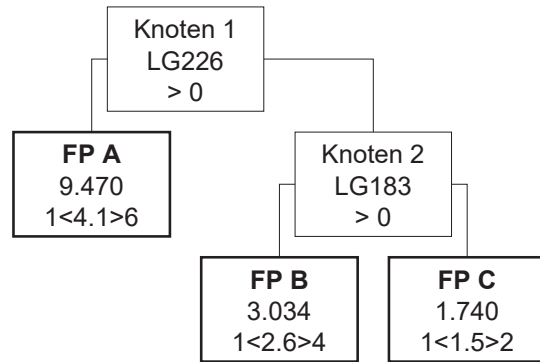 Knoten 1
LG226
> 0
FP A
9.470
1<4.1>6
Knoten 2
LG183
> 0
FP B
3.034
1<2.6>4
FP C
1.740
1<1.5>2